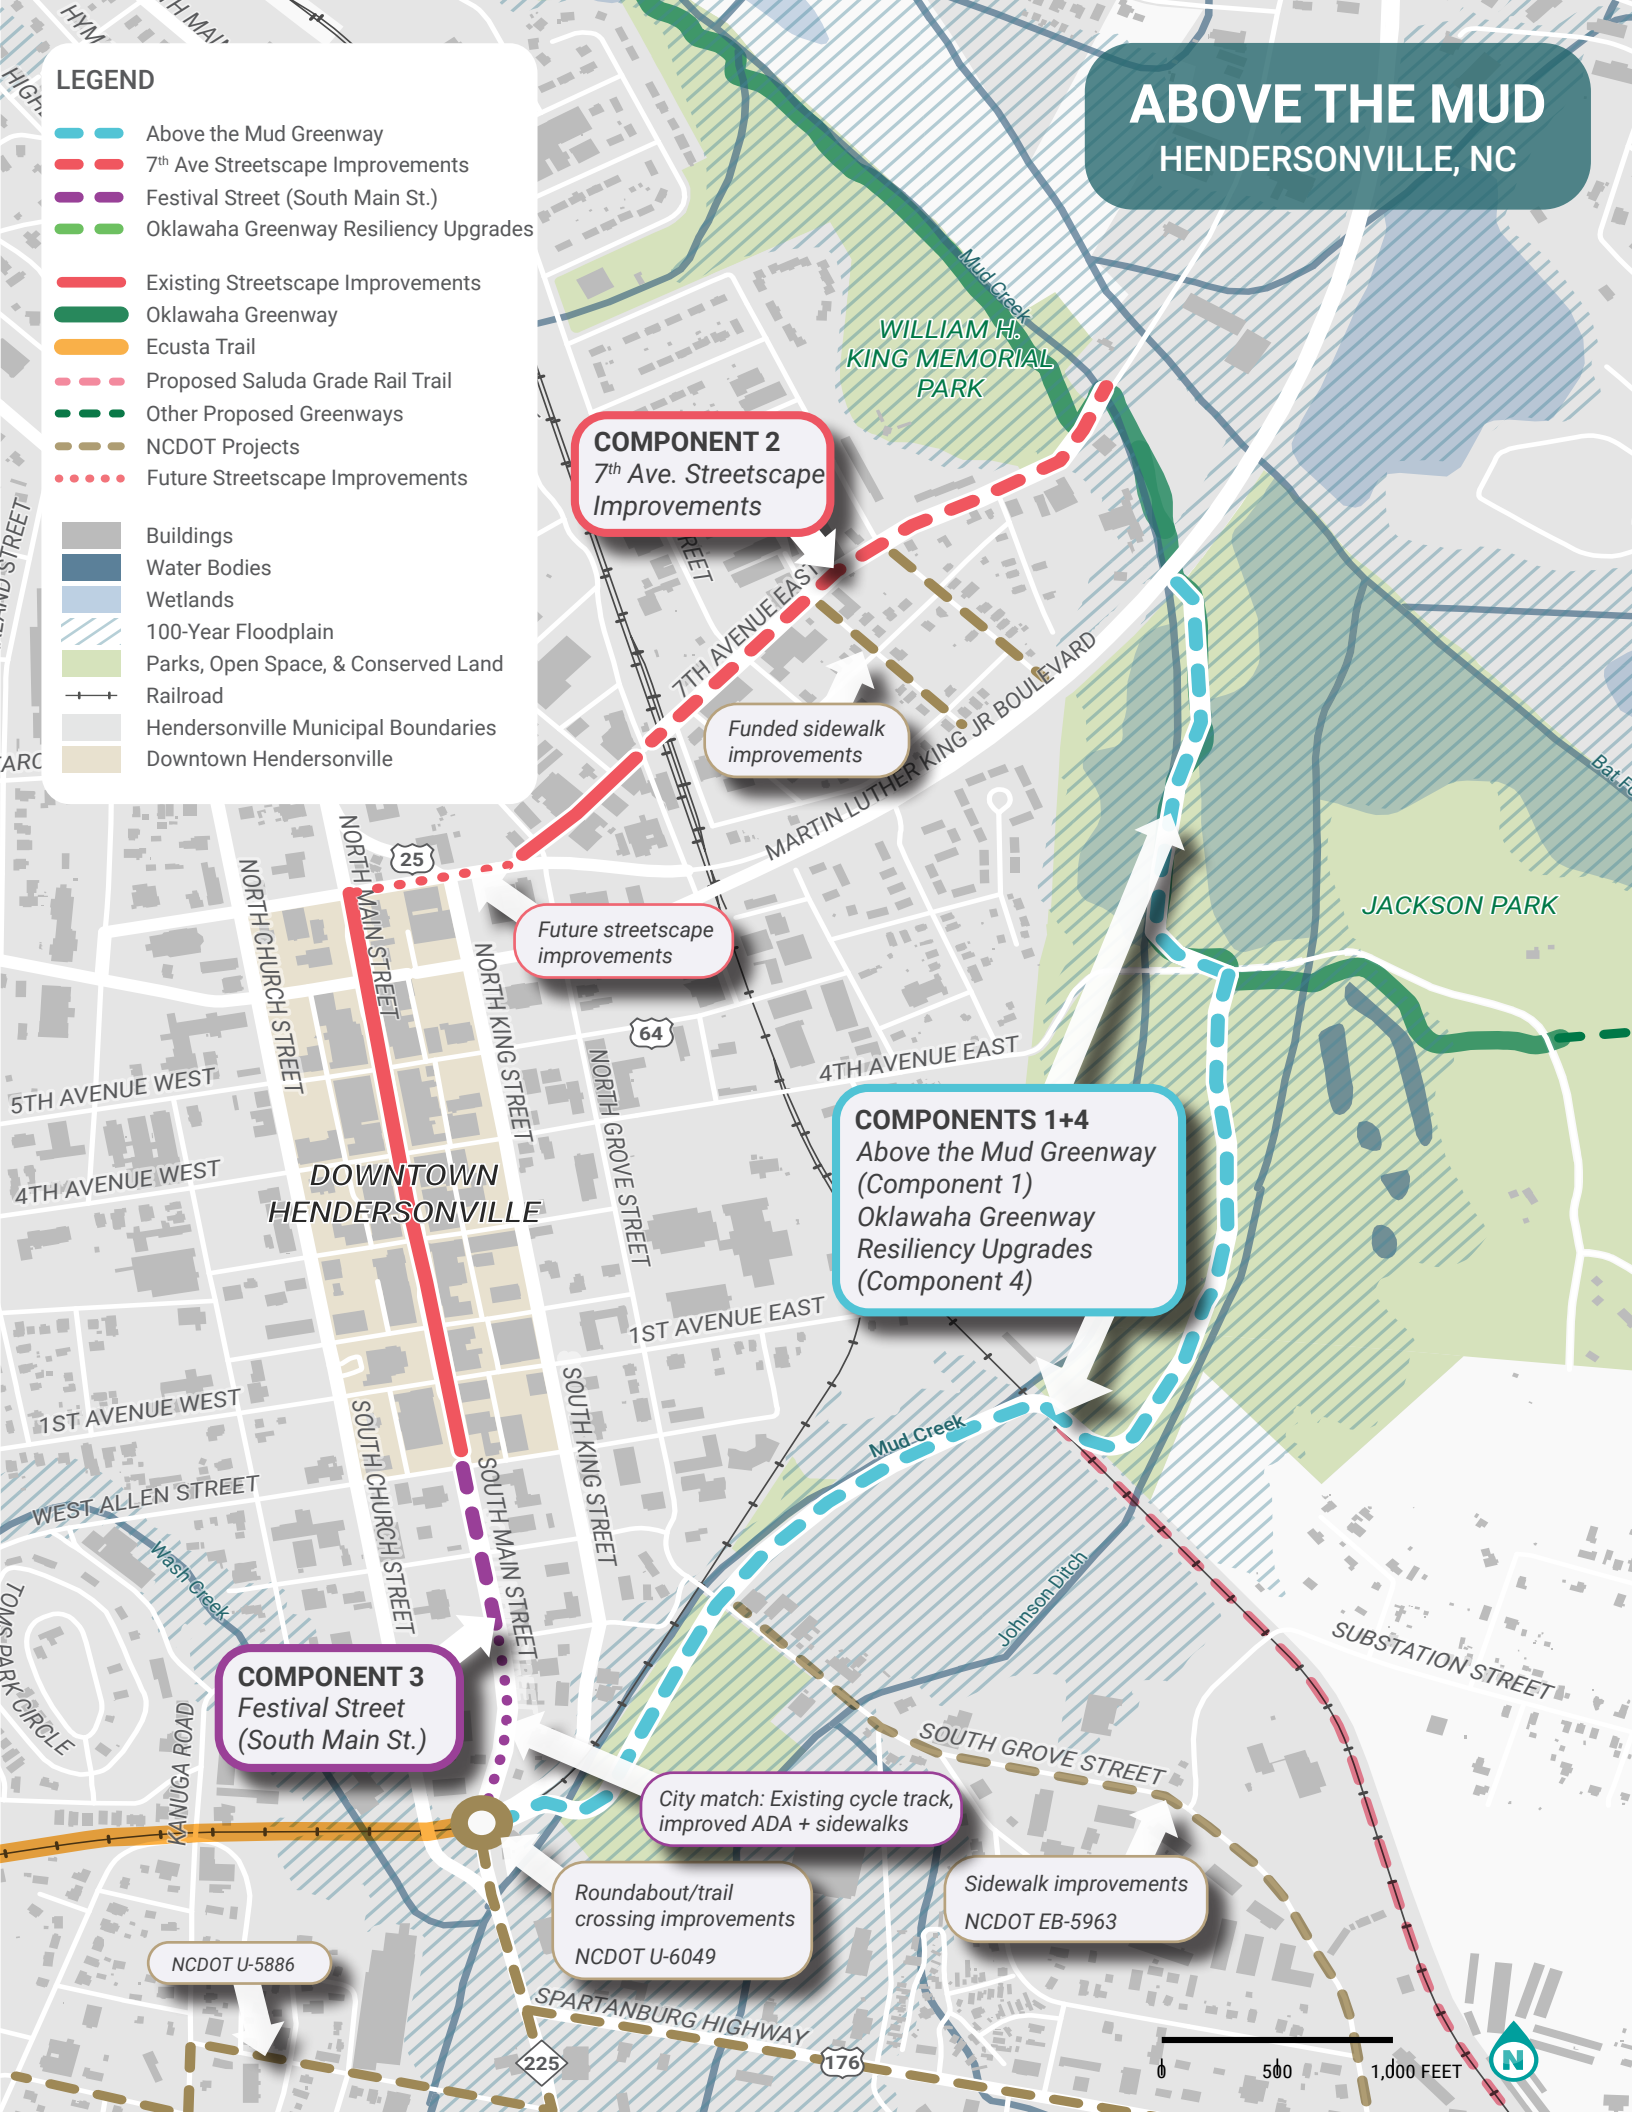 HYM
TH MAIN
HIGH
ABOVE THE MUD
HENDERSONVILLE, NC
LEGEND
Above the Mud Greenway
7th Ave Streetscape Improvements
Festival Street (South Main St.)
Oklawaha Greenway Resiliency Upgrades
Existing Streetscape Improvements
Oklawaha Greenway
Ecusta Trail
Proposed Saluda Grade Rail Trail
Other Proposed Greenways
NCDOT Projects
Future Streetscape Improvements
Buildings
Water Bodies
Wetlands
100-Year Floodplain
Parks, Open Space, & Conserved Land
Railroad
Hendersonville Municipal Boundaries
Downtown Hendersonville
Mud Creek
WILLIAM H.
KING MEMORIAL
PARK
COMPONENT 2
7th Ave. Streetscape
Improvements
REET
7TH AVENUE EAST
Funded sidewalk
improvements
MARTIN LUTHER KING JR BOULEVARD
Bat Fo
25
NORTH MAIN STREET
NORTH CHURCH STREET
Future streetscape
improvements
JACKSON PARK
NORTH KING STREET
64
NORTH GROVE STREET
4TH AVENUE EAST
5TH AVENUE WEST
4TH AVENUE WEST
DOWNTOWN
HENDERSONVILLE
COMPONENTS 1+4
Above the Mud Greenway
(Component 1)
Oklawaha Greenway
Resiliency Upgrades
(Component 4)
1ST AVENUE EAST
1ST AVENUE WEST
SOUTH CHURCH STREET
SOUTH KING STREET
SOUTH MAIN STREET
Mud Creek
WEST ALLEN STREET
Wash Creek
TOMS PARK CIRCLE
KANUGA ROAD
Johnson Ditch
SUBSTATION STREET
COMPONENT 3
Festival Street
(South Main St.)
SOUTH GROVE STREET
City match: Existing cycle track,
improved ADA + sidewalks
Roundabout/trail
crossing improvements
NCDOT U-6049
Sidewalk improvements
NCDOT EB-5963
NCDOT U-5886
SPARTANBURG HIGHWAY
225
176
0
500
1,000 FEET
N